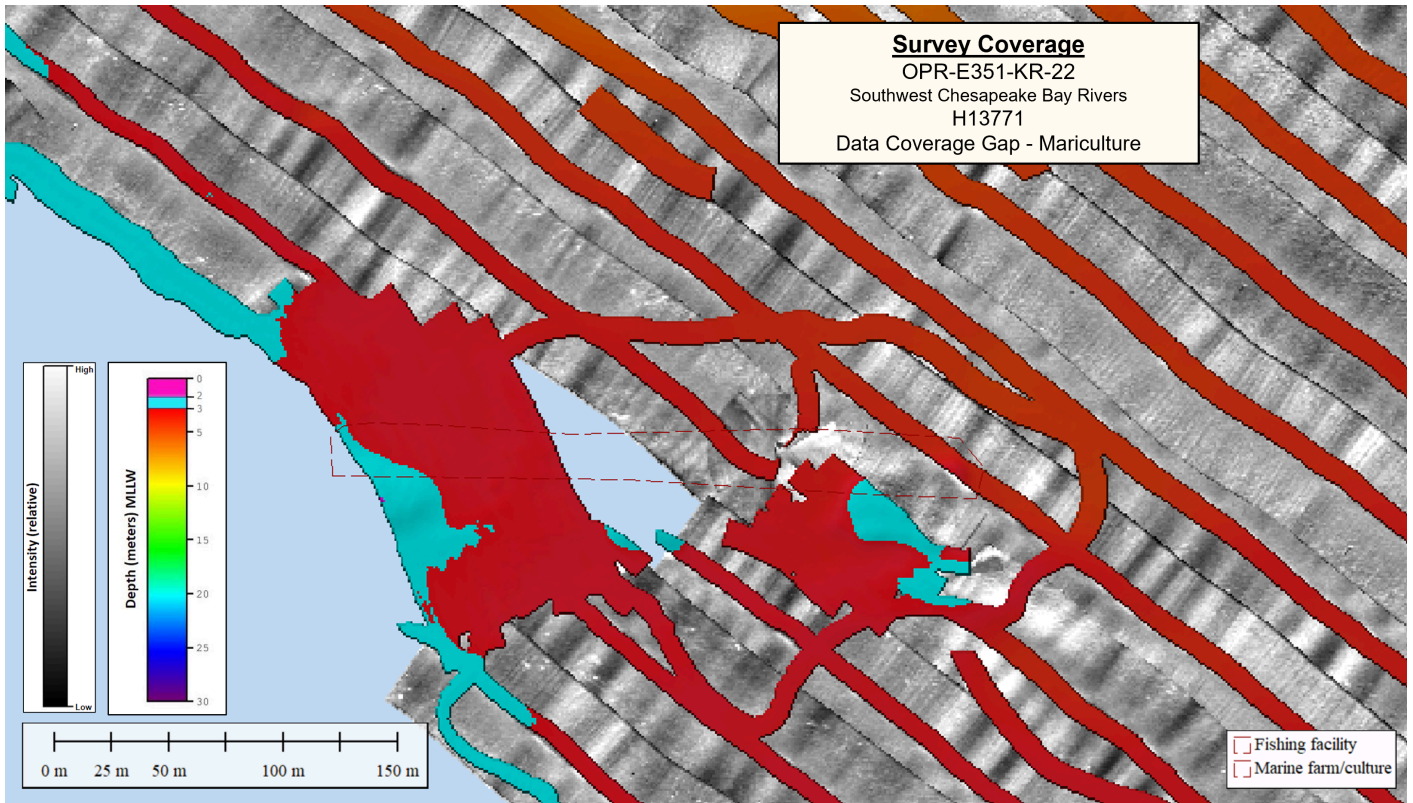 Survey Coverage
OPR-E351-KR-22
Southwest Chesapeake Bay Rivers
H13771
Data Coverage Gap - Mariculture
High
Intensity (relative)
Low
Depth (meters) MLLW
0
2
3
5
10
15
20
25
30
0 m 25 m 50 m 100 m 150 m
Fishing facility
Marine farm/culture